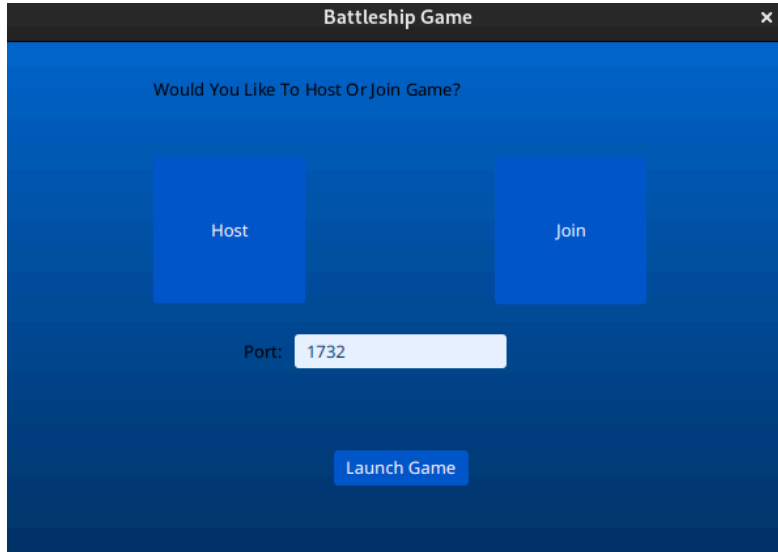 Battleship Game
Would You Like To Host Or Join Game?
Host
Join
Port: 1732
Launch Game